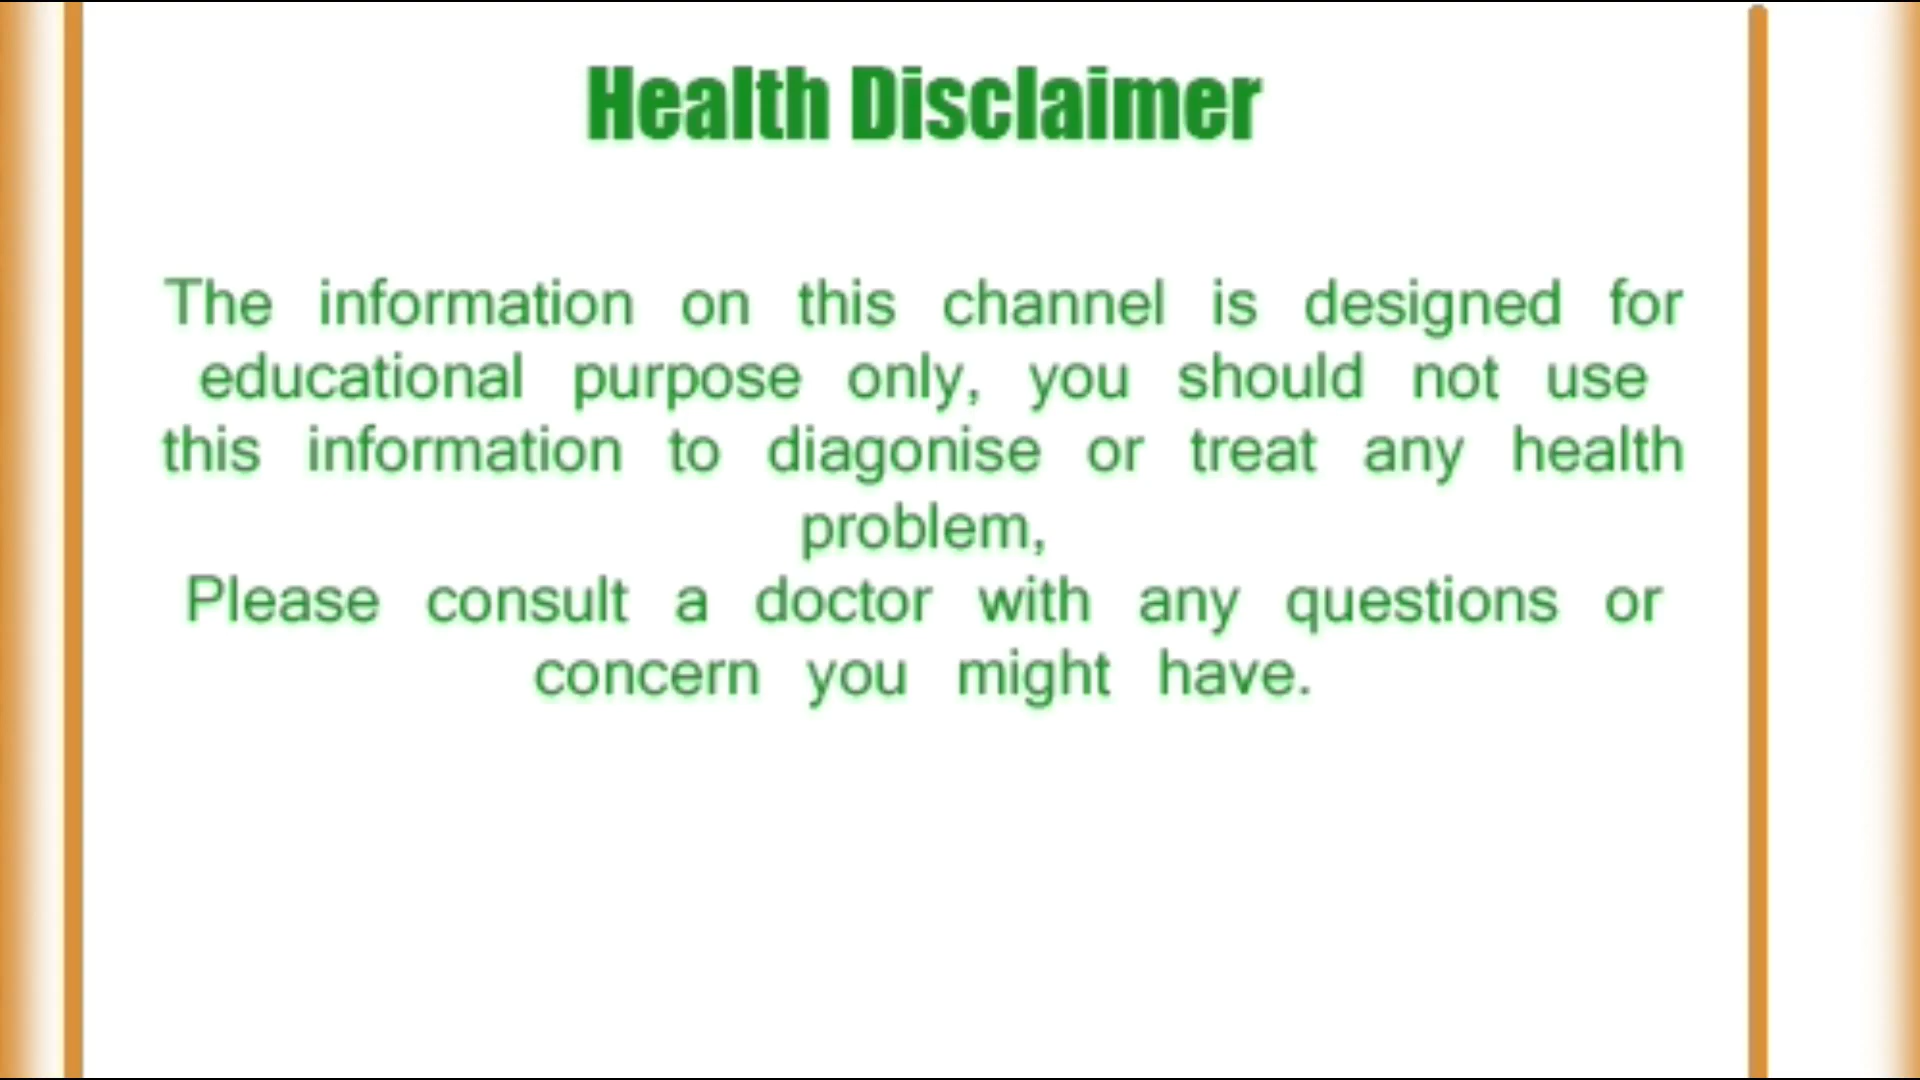 Health Disclaimer
The information on this channel is designed for
educational purpose only, you should not use
this information to diagonise or treat any health
problem,
Please consult a doctor with any questions or
concern you might have.